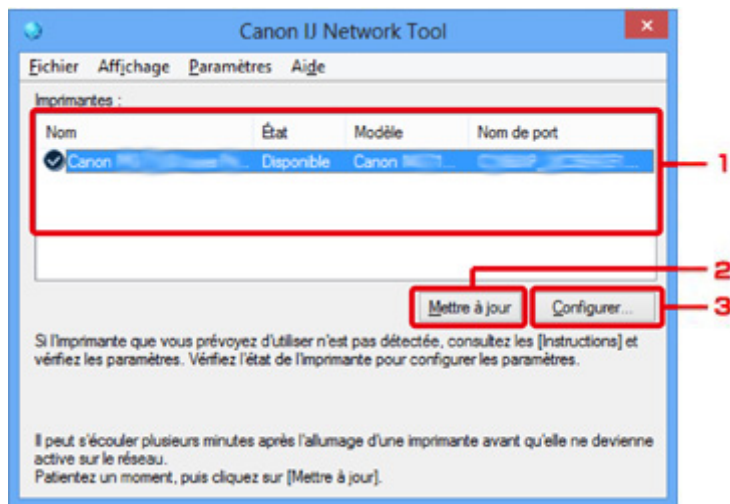 Canon IJ Network Tool
Fichier Affichage Paramètres Aide
Imprimantes :
Nom État Modèle Nom de port
Canon Disponible Canon
1
2
Mettre à jour Configurer... 3
Si l'imprimante que vous prévoyez d'utiliser n'est pas détectée, consultez les [Instructions] et
vérifiez les paramètres. Vérifiez l'état de l'imprimante pour configurer les paramètres.
Il peut s'écouler plusieurs minutes après l'allumage d'une imprimante avant qu'elle ne devienne
active sur le réseau.
Patientez un moment, puis cliquez sur [Mettre à jour].